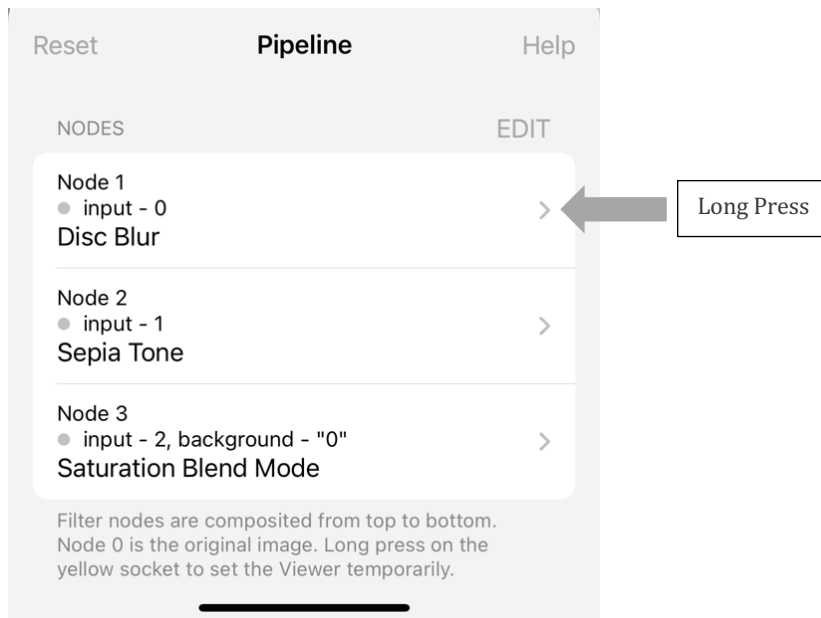 Reset Pipeline Help
NODES EDIT
Node 1
input - 0
Disc Blur
Long Press
Node 2
input - 1
Sepia Tone
Node 3
input - 2, background - "0"
Saturation Blend Mode
Filter nodes are composited from top to bottom.
Node 0 is the original image. Long press on the
yellow socket to set the Viewer temporarily.